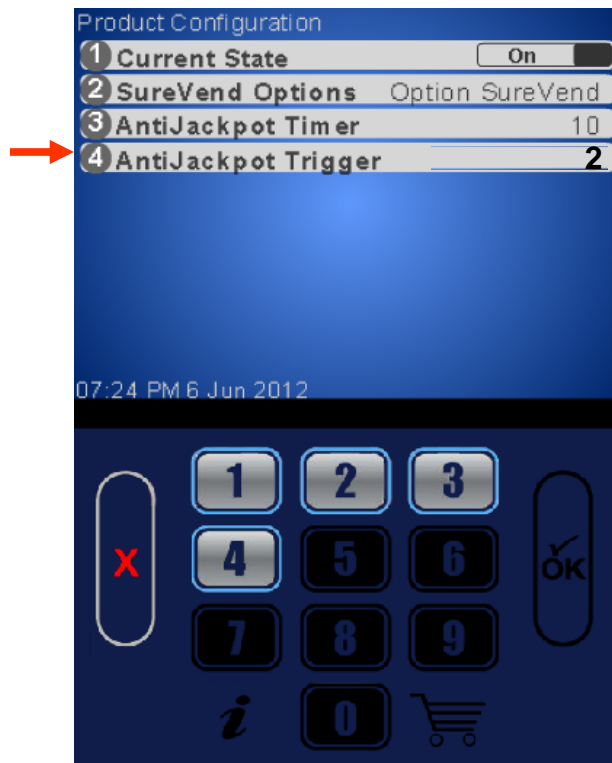 Product Configuration
1 Current State On
2 SureVend Options Option SureVend
3 AntiJackpot Timer 10
4 AntiJackpot Trigger 2
07:24 PM 6 Jun 2012
1 2 3
X 4 5 6 OK
7 8 9
i 0